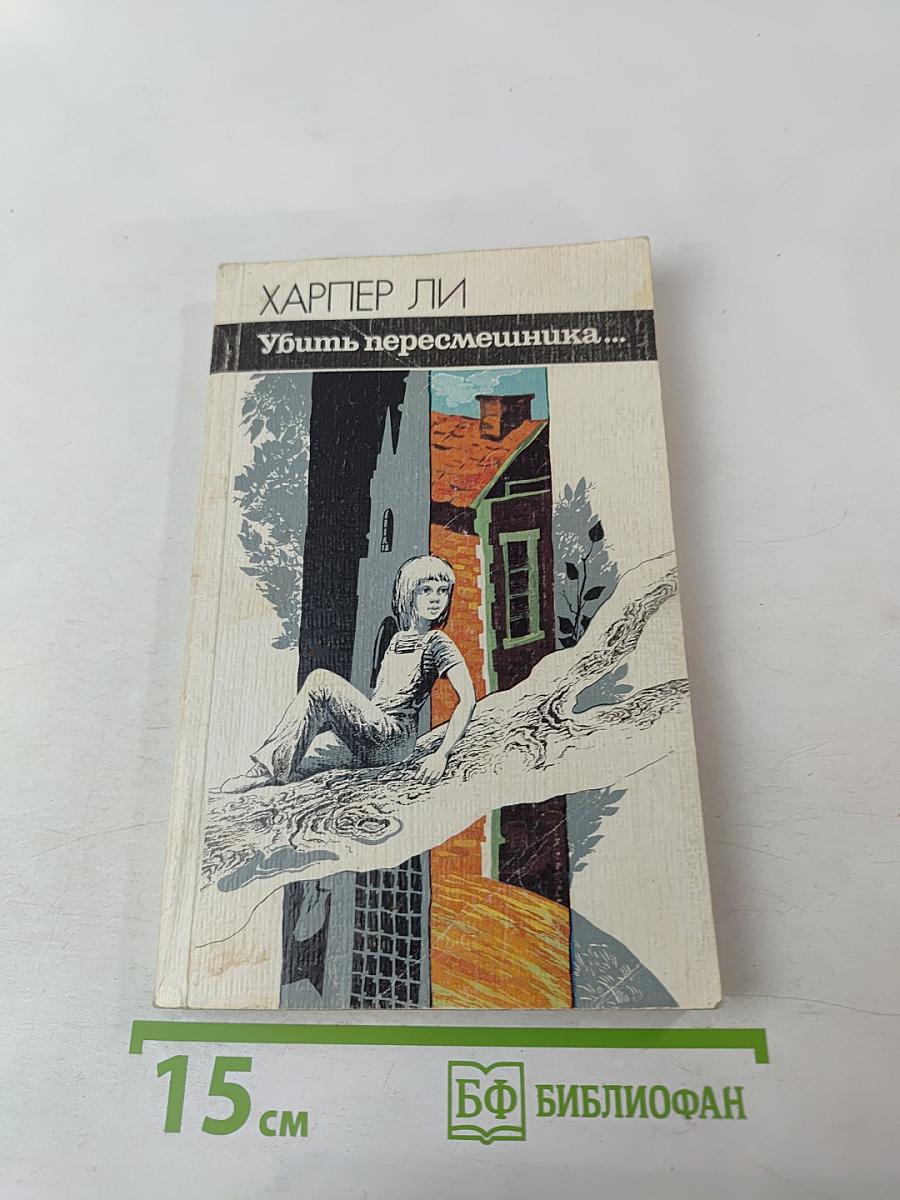 ХАРПЕР ЛИ
Убить пересмешника...
15 см
БФ БИБЛИОФАН